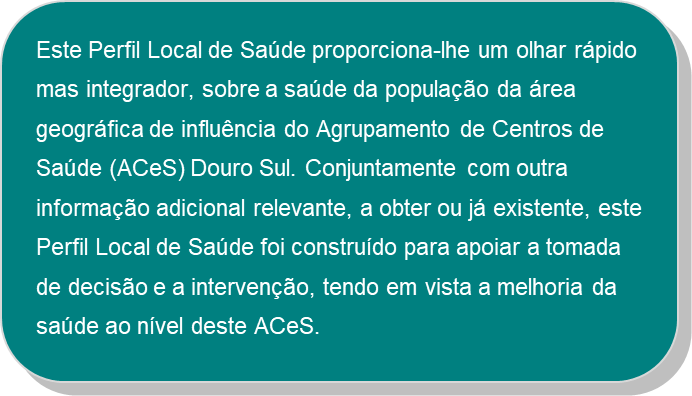 Este Perfil Local de Saúde proporciona-lhe um olhar rápido
mas integrador, sobre a saúde da população da área
geográfica de influência do Agrupamento de Centros de
Saúde (ACeS) Douro Sul. Conjuntamente com outra
informação adicional relevante, a obter ou já existente, este
Perfil Local de Saúde foi construído para apoiar a tomada
de decisão e a intervenção, tendo em vista a melhoria da
saúde ao nível deste ACeS.